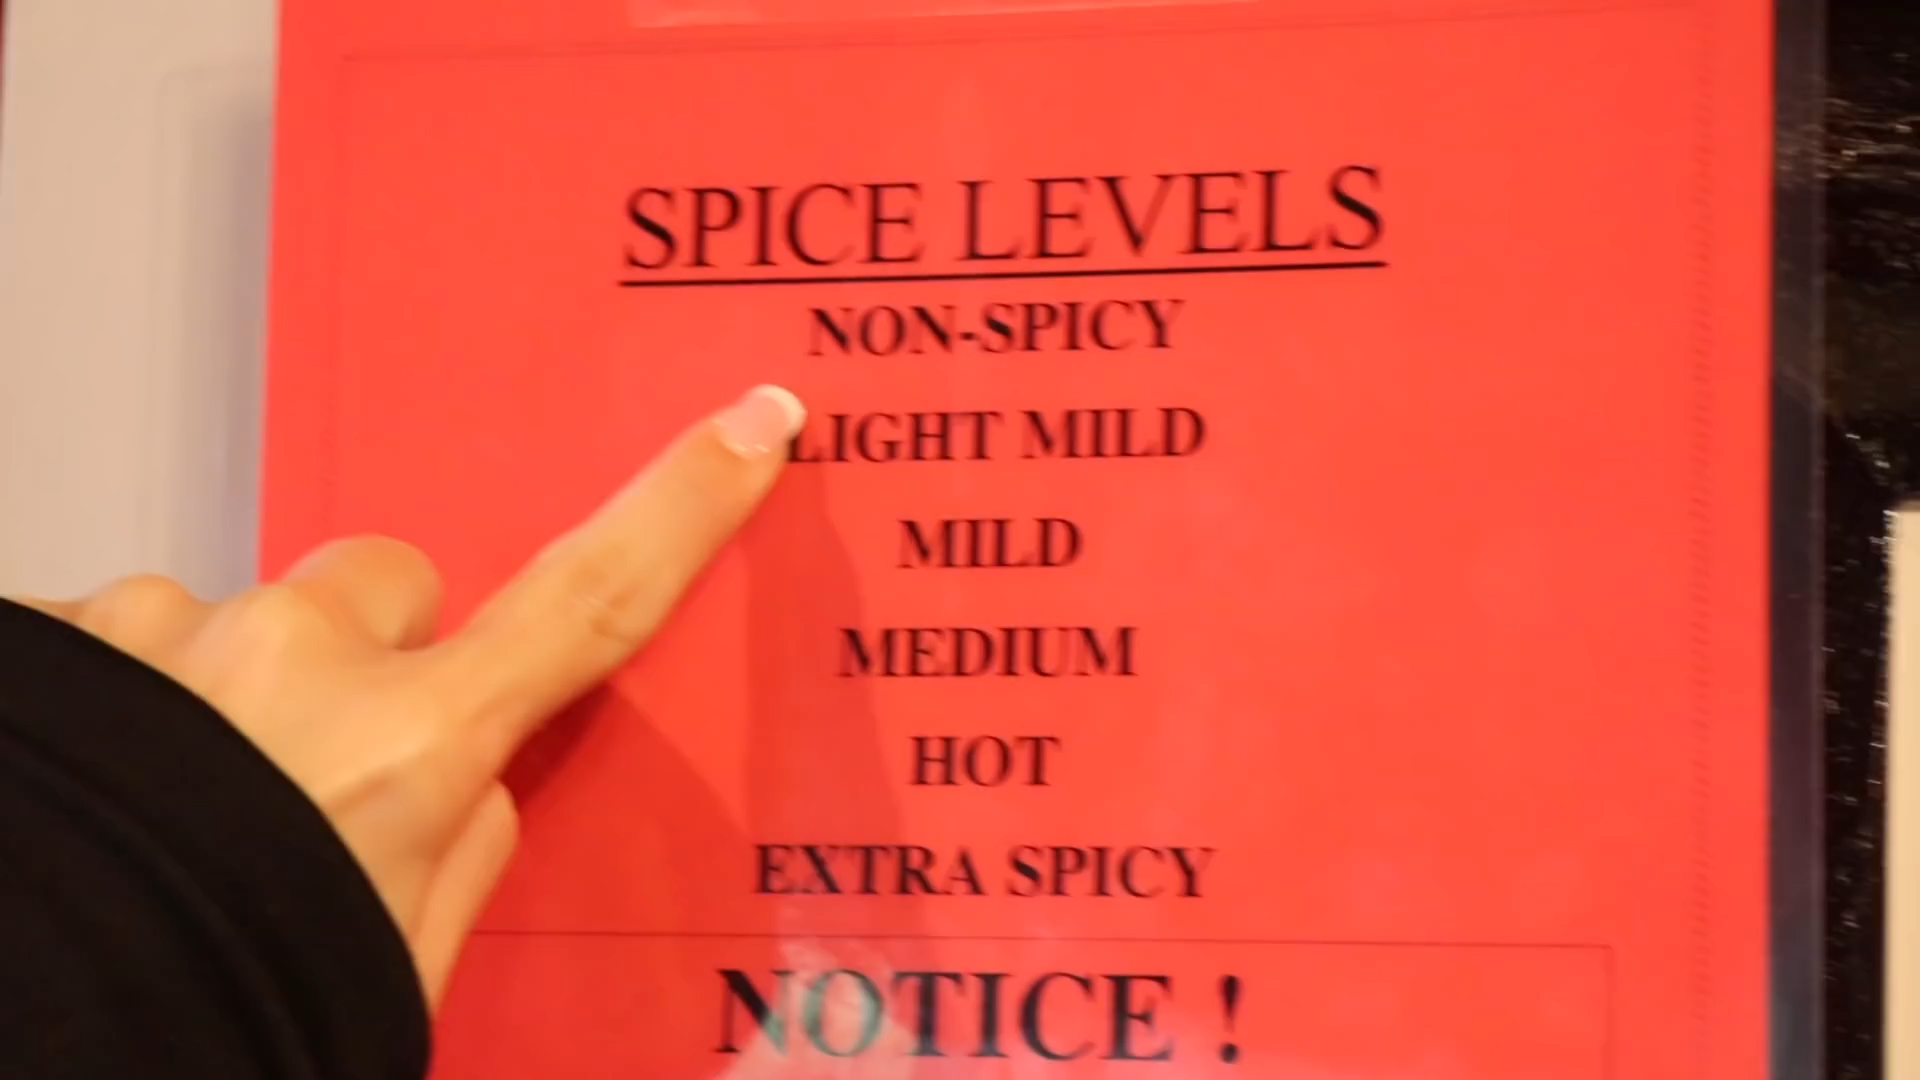 SPICE LEVELS
NON-SPICY
LIGHT MILD
MILD
MEDIUM
HOT
EXTRA SPICY
NOTICE !